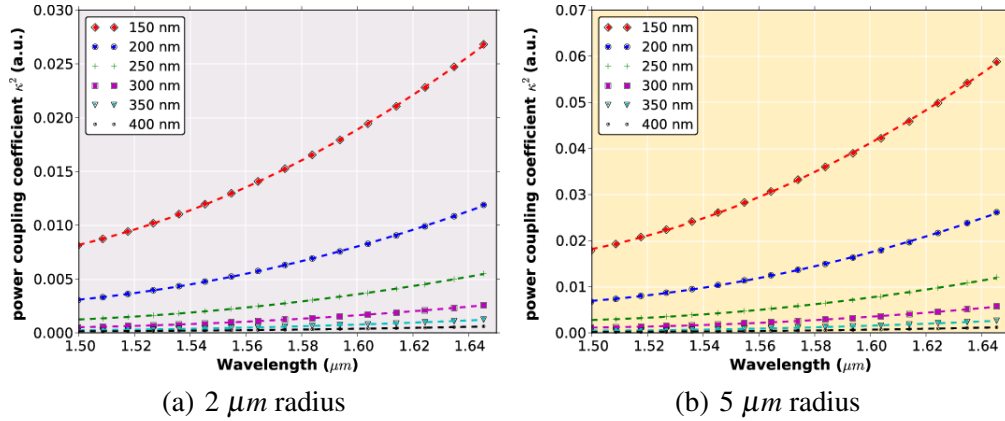 0.030
0.025
0.020
0.015
0.010
0.005
0.000
power coupling coefficient κ² (a.u.)
150 nm
200 nm
250 nm
300 nm
350 nm
400 nm
1.50 1.52 1.54 1.56 1.58 1.60 1.62 1.64
Wavelength (μm)
(a) 2 μm radius
0.07
0.06
0.05
0.04
0.03
0.02
0.01
0.00
power coupling coefficient κ² (a.u.)
150 nm
200 nm
250 nm
300 nm
350 nm
400 nm
1.50 1.52 1.54 1.56 1.58 1.60 1.62 1.64
Wavelength (μm)
(b) 5 μm radius